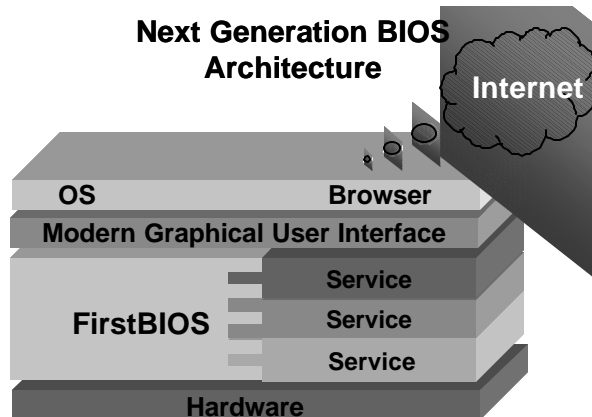 Next Generation BIOS
Architecture
Internet
OS Browser
Modern Graphical User Interface
FirstBIOS
Service
Service
Service
Hardware